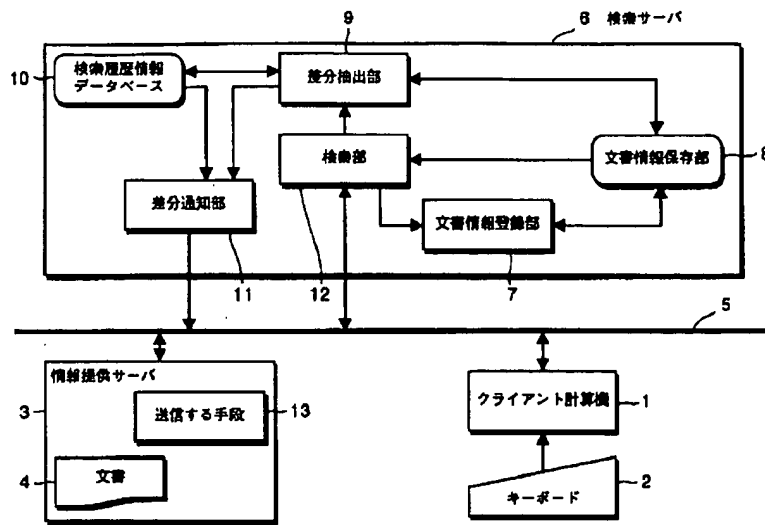 6 検索サーバ
9
10
検索履歴情報
データベース
差分抽出部
検索部
文書情報保存部
8
差分通知部
文書情報登録部
11
12
7
5
情報提供サーバ
3
送信する手段
13
4
文書
クライアント計算機
1
キーボード
2